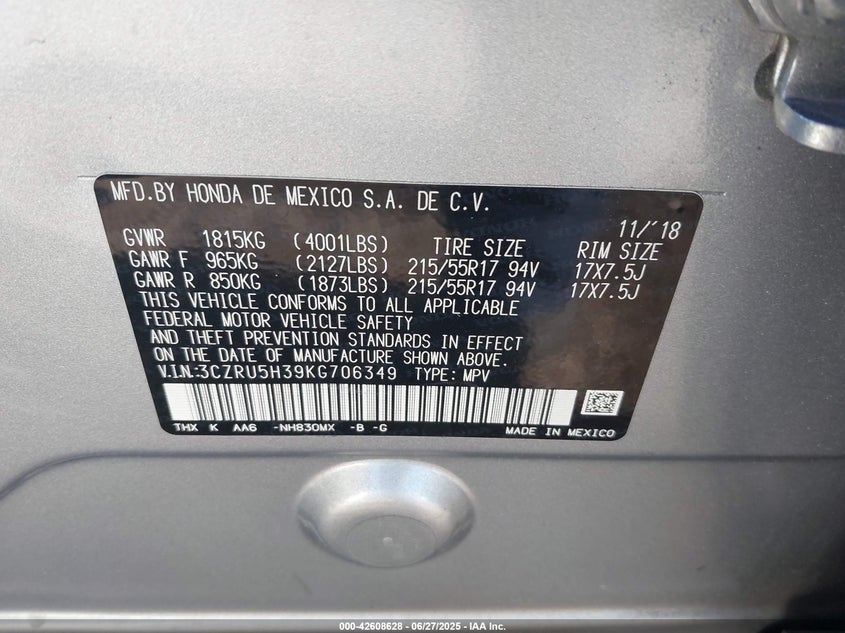 MFD.BY HONDA DE MEXICO S.A. DE C.V.
11/'18
GVWR 1815KG (4001LBS) TIRE SIZE RIM SIZE
GAWR F 965KG (2127LBS) 215/55R17 94V 17X7.5J
GAWR R 850KG (1873LBS) 215/55R17 94V 17X7.5J
THIS VEHICLE CONFORMS TO ALL APPLICABLE
FEDERAL MOTOR VEHICLE SAFETY
AND THEFT PREVENTION STANDARDS IN EFFECT
ON THE DATE OF MANUFACTURE SHOWN ABOVE.
V.I.N.:3CZRU5H39KG706349 TYPE: MPV
THX K AA6 -NH830MX -B -G MADE IN MEXICO
000-42608628 - 06/27/2025 - IAA Inc.